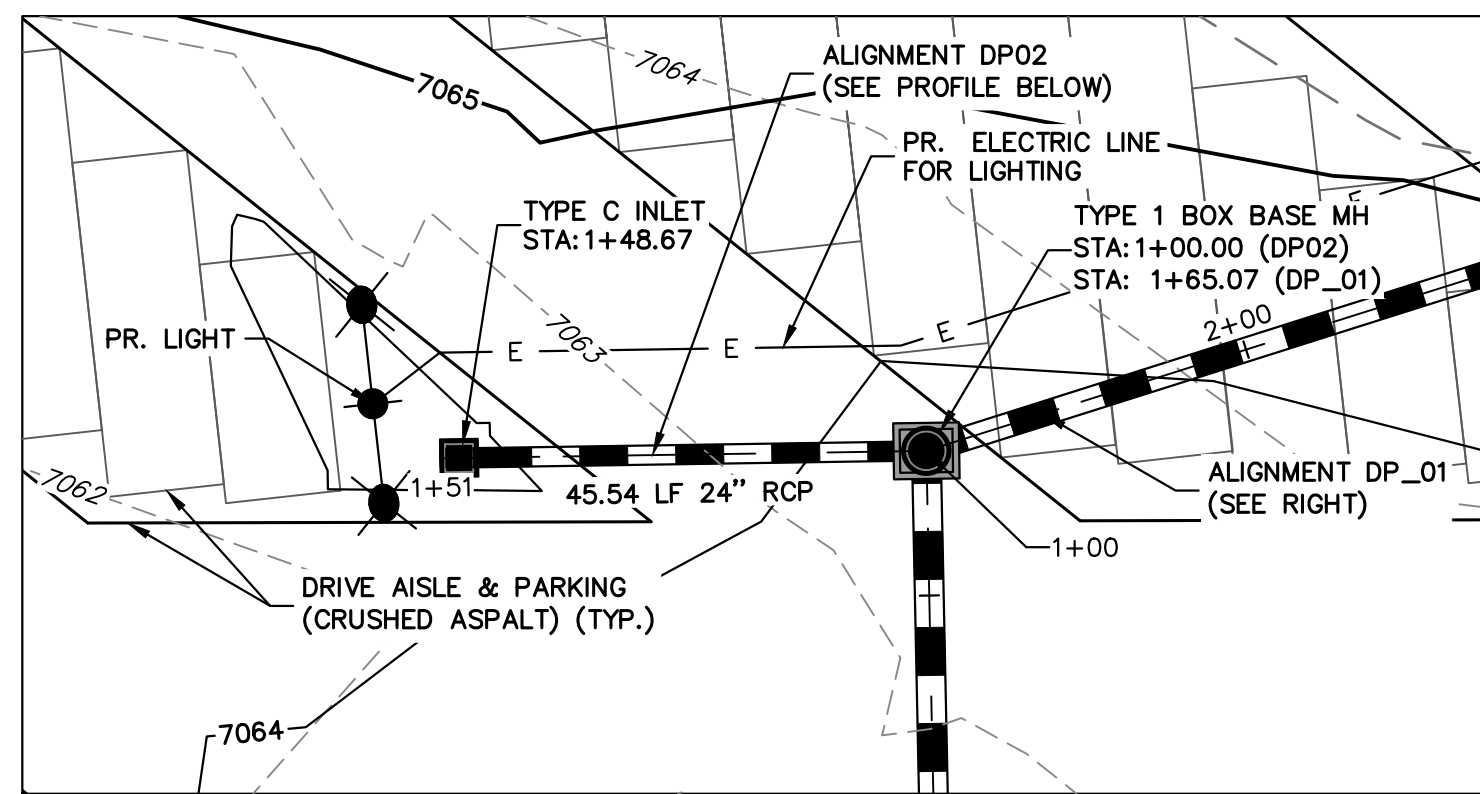 7064
ALIGNMENT DP02
(SEE PROFILE BELOW)
7065
PR. ELECTRIC LINE
FOR LIGHTING
E
TYPE C INLET
STA:1+48.67
TYPE 1 BOX BASE MH
STA:1+00.00 (DP02)
STA: 1+65.07 (DP_01)
PR. LIGHT
7063
E
E
E
2+00
7062
1+51
45.54 LF 24" RCP
ALIGNMENT DP_01
(SEE RIGHT)
1+00
DRIVE AISLE & PARKING
(CRUSHED ASPALT) (TYP.)
7064